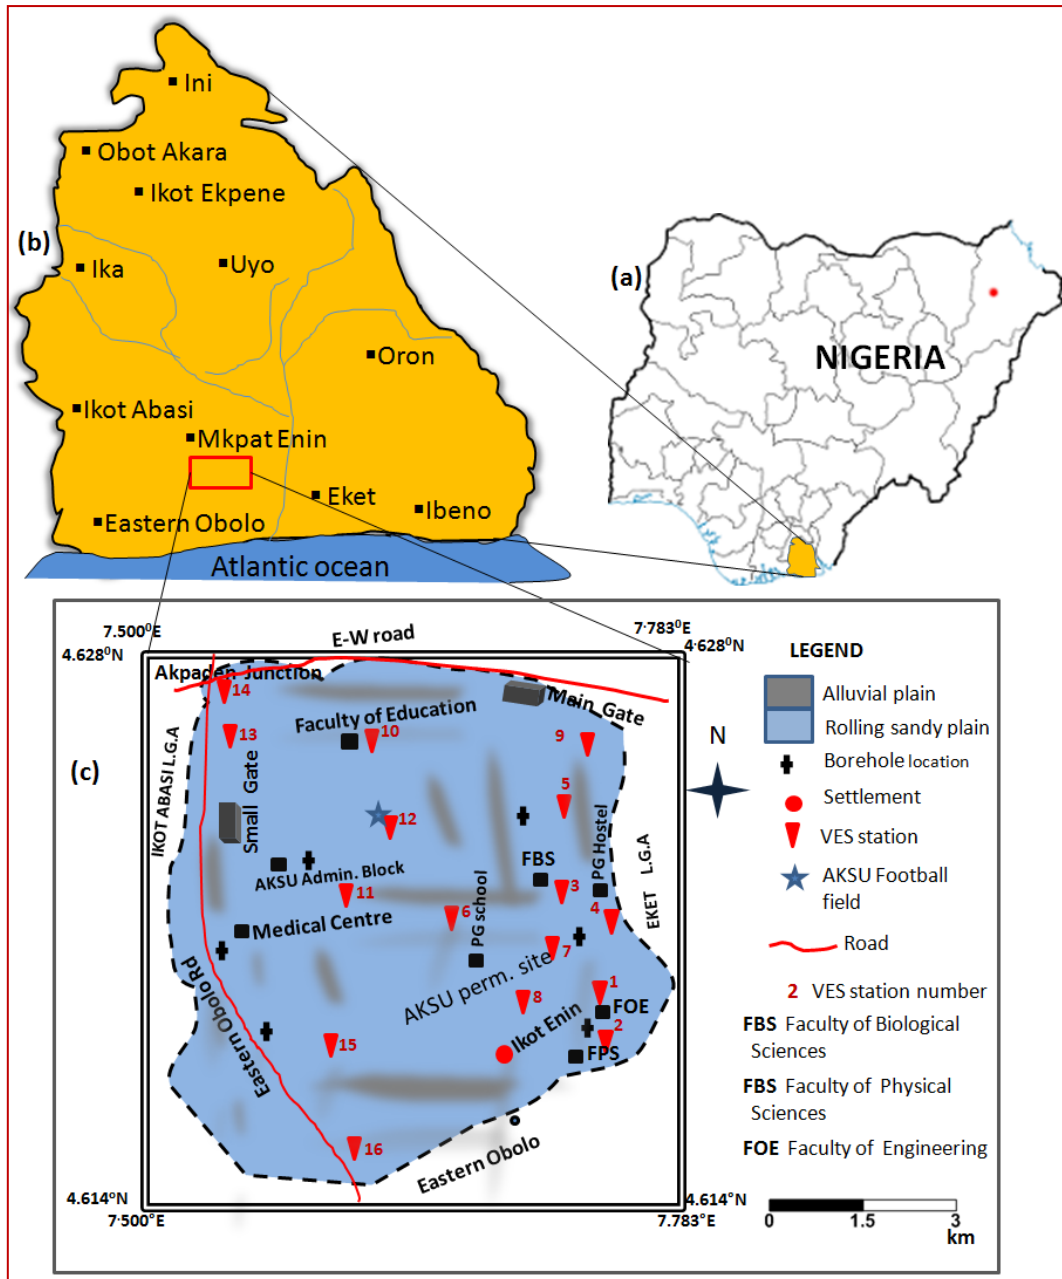 Ini
Obot Akara
Ikot Ekpene
(b)
Ika
Uyo
Oron
Ikot Abasi
Mkpat Enin
Eket
Ibeno
Eastern Obolo
Atlantic ocean
(a)
NIGERIA
7.500⁰E
E-W road
7·783⁰E
4.628⁰N
4.628⁰N
Akpaden Junction
14
Main Gate
Faculty of Education
13
10
9
(c)
IKOT ABASI L.G.A
Small Gate
5
12
PG Hostel
FBS
AKSU Admin. Block
EKET L.G.A
11
3
6
4
PG school
Medical Centre
7
AKSU perm. site
1
8
FOE
Ikot Enin
2
FPS
Eastern Obolo Rd
15
16
Eastern Obolo
4.614°N
4.614°N
7·500°E
7.783°E
N
LEGEND
Alluvial plain
Rolling sandy plain
Borehole location
Settlement
VES station
AKSU Football
field
Road
2 VES station number
FBS Faculty of Biological
Sciences
FBS Faculty of Physical
Sciences
FOE Faculty of Engineering
0 1.5 3
km